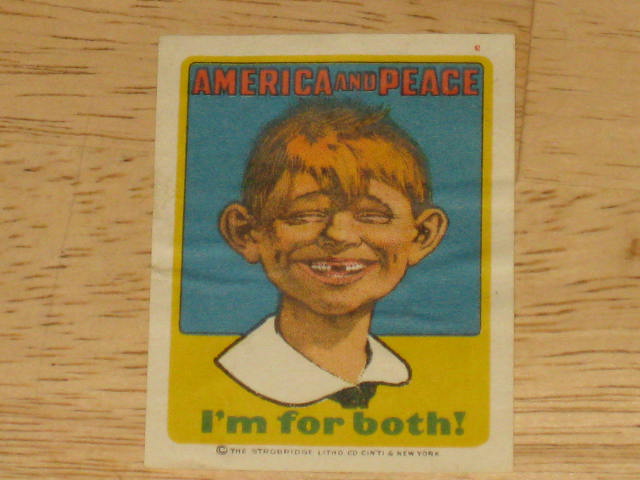 AMERICA AND PEACE
I'm for both!
© THE STROBRIDGE LITHO CO CIN'TI & NEW YORK